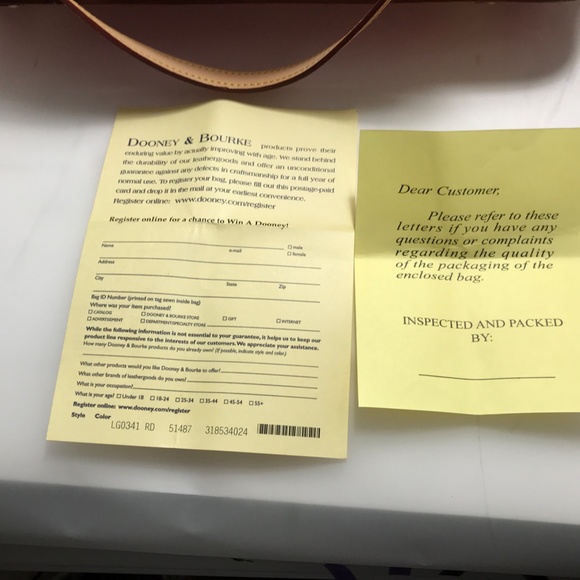 DOONEY & BOURKE products prove their
enduring value by actually improving with age. We stand behind
the durability of our leathergoods and offer an unconditional
guarantee against any defects in craftsmanship for a full year of
normal use. To register your bag, please fill out this postage-paid
card and drop it in the mail at your earliest convenience.
Register online: www.dooney.com/register
Register online for a chance to Win A Dooney!
Name e-mail □ male
□ female
Address
City State Zip
Bag ID Number (printed on tag sewn inside bag)
Where was your item purchased?
□ CATALOG □ DOONEY & BOURKE STORE □ GIFT □ INTERNET
□ ADVERTISEMENT □ DEPARTMENT/SPECIALTY STORE
While the following information is not essential to your guarantee, it helps us to keep our
product line responsive to the interests of our customers. We appreciate your assistance.
How many Dooney & Bourke products do you already own? (If possible, indicate style and color.)
What other products would you like Dooney & Bourke to offer?
What other brands of leathergoods do you own?
What is your occupation?
What is your age? □ Under 18 □ 18-24 □ 25-34 □ 35-44 □ 45-54 □ 55+
Register online: www.dooney.com/register
Style Color
LG0341 RD 51487 318534024
Dear Customer,
Please refer to these
letters if you have any
questions or complaints
regarding the quality
of the packaging of the
enclosed bag.
INSPECTED AND PACKED
BY: